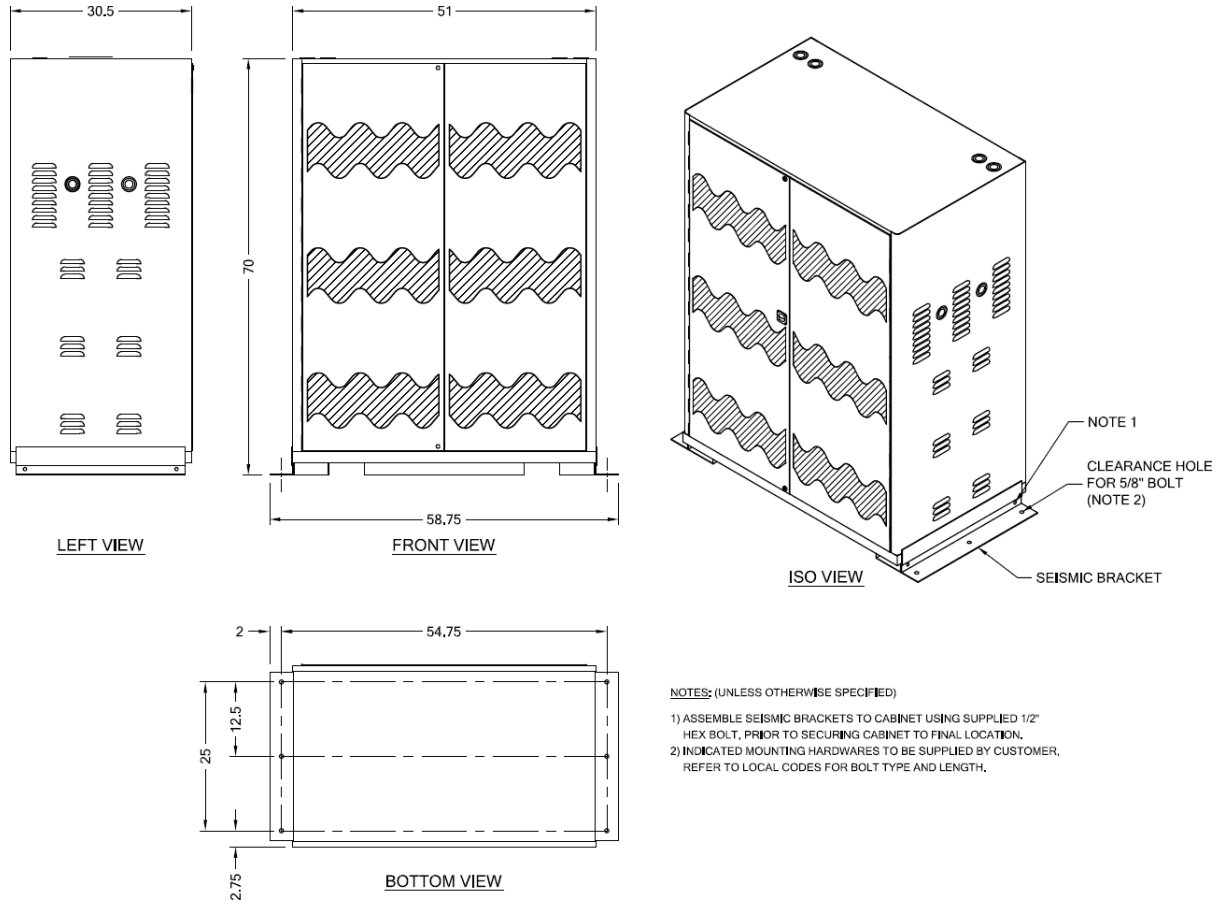 30.5
51
70
58.75
LEFT VIEW
FRONT VIEW
NOTE 1
CLEARANCE HOLE
FOR 5/8" BOLT
(NOTE 2)
SEISMIC BRACKET
ISO VIEW
2
54.75
12.5
25
2.75
BOTTOM VIEW
NOTES: (UNLESS OTHERWISE SPECIFIED)
1) ASSEMBLE SEISMIC BRACKETS TO CABINET USING SUPPLIED 1/2"
HEX BOLT, PRIOR TO SECURING CABINET TO FINAL LOCATION.
2) INDICATED MOUNTING HARDWARES TO BE SUPPLIED BY CUSTOMER,
REFER TO LOCAL CODES FOR BOLT TYPE AND LENGTH.